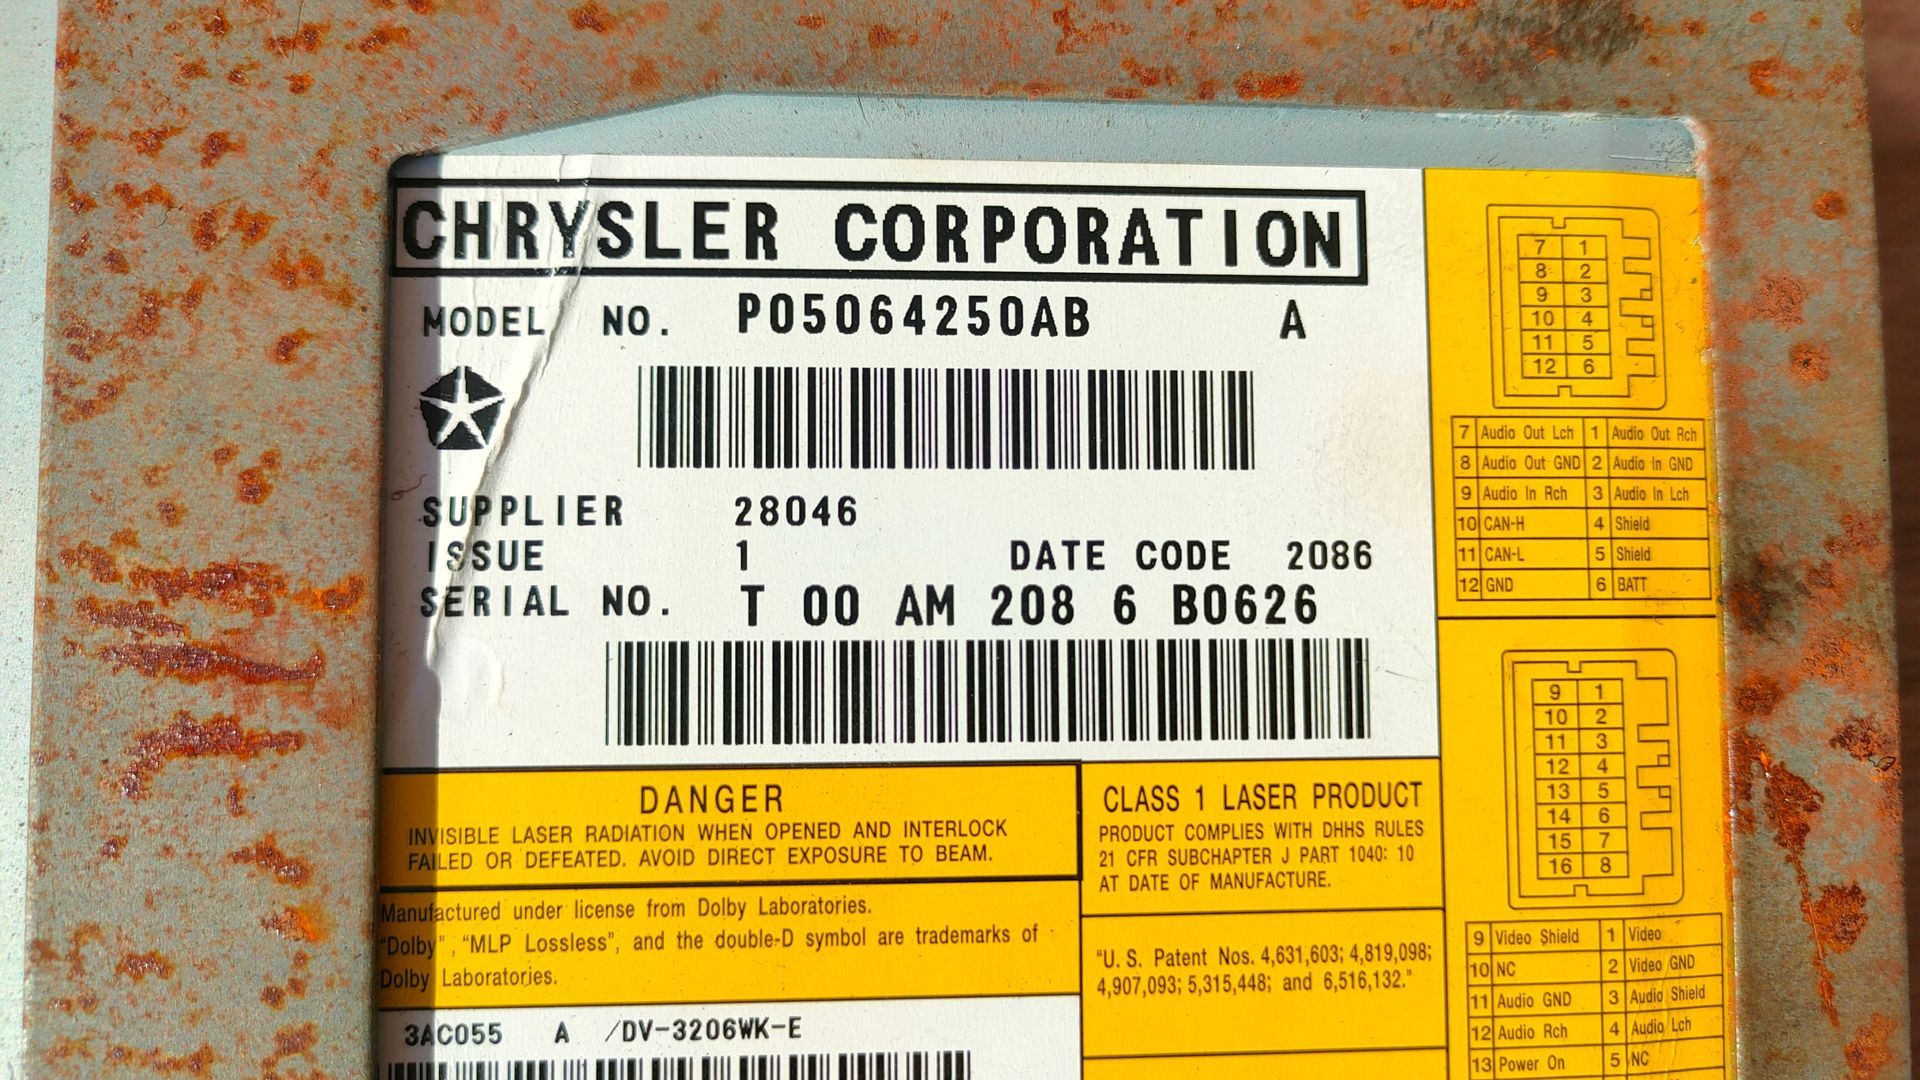 CHRYSLER CORPORATION
MODEL NO. P05064250AB A
SUPPLIER 28046
ISSUE 1 DATE CODE 2086
SERIAL NO. T 00 AM 208 6 B0626
DANGER
INVISIBLE LASER RADIATION WHEN OPENED AND INTERLOCK
FAILED OR DEFEATED. AVOID DIRECT EXPOSURE TO BEAM.
CLASS 1 LASER PRODUCT
PRODUCT COMPLIES WITH DHHS RULES
21 CFR SUBCHAPTER J PART 1040: 10
AT DATE OF MANUFACTURE.
Manufactured under license from Dolby Laboratories.
"Dolby", "MLP Lossless", and the double-D symbol are trademarks of
Dolby Laboratories.
"U. S. Patent Nos. 4,631,603; 4,819,098;
4,907,093; 5,315,448; and 6,516,132."
3AC055 A /DV-3206WK-E
7 1
8 2
9 3
10 4
11 5
12 6
7 Audio Out Lch 1 Audio Out Rch
8 Audio Out GND 2 Audio In GND
9 Audio In Rch 3 Audio In Lch
10 CAN-H 4 Shield
11 CAN-L 5 Shield
12 GND 6 BATT
9 1
10 2
11 3
12 4
13 5
14 6
15 7
16 8
9 Video Shield 1 Video
10 NC 2 Video GND
11 Audio GND 3 Audio Shield
12 Audio Rch 4 Audio Lch
13 Power On 5 NC